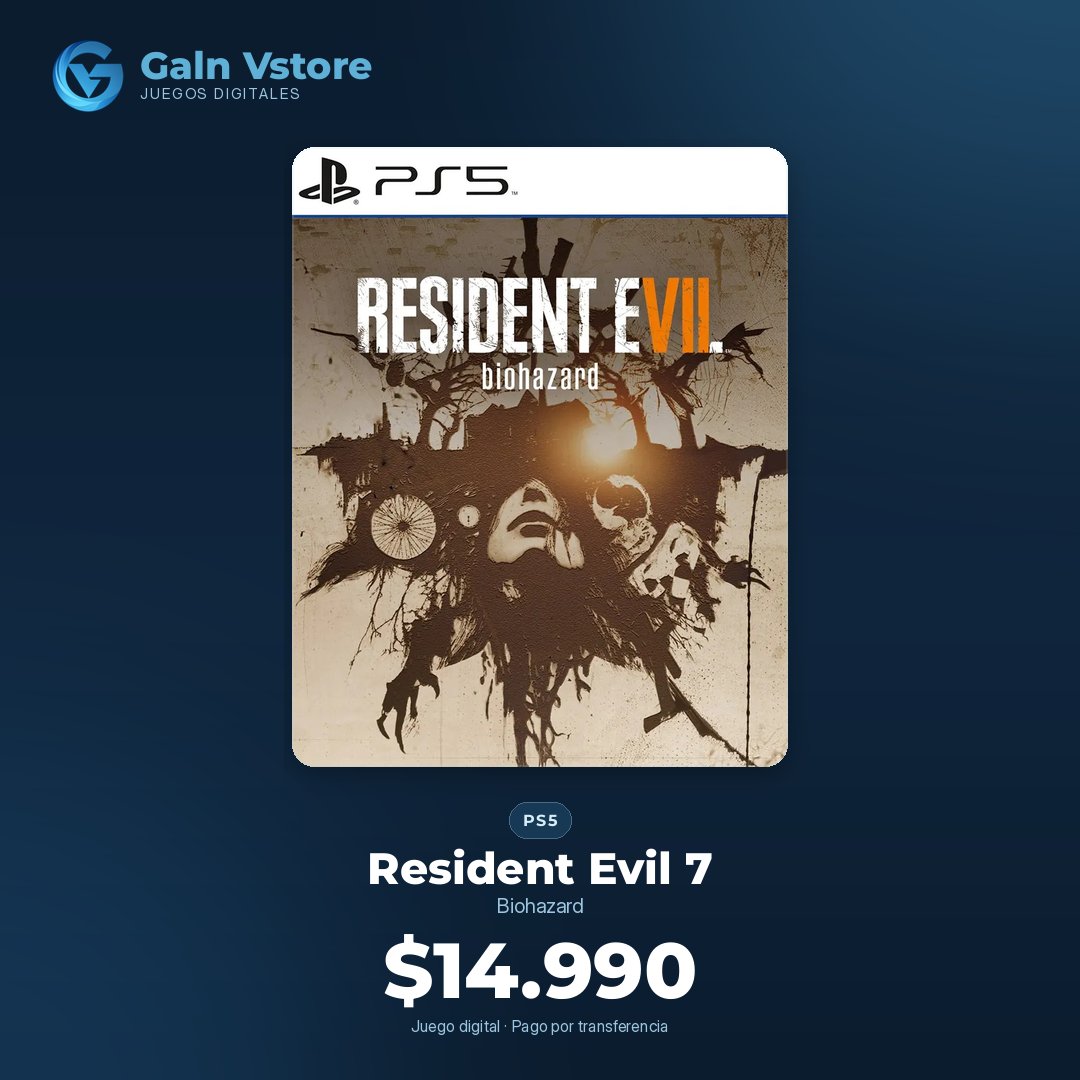 Galn Vstore
JUEGOS DIGITALES
PS5
RESIDENT EVII.
biohazard
PS5
Resident Evil 7
Biohazard
$14.990
Juego digital · Pago por transferencia